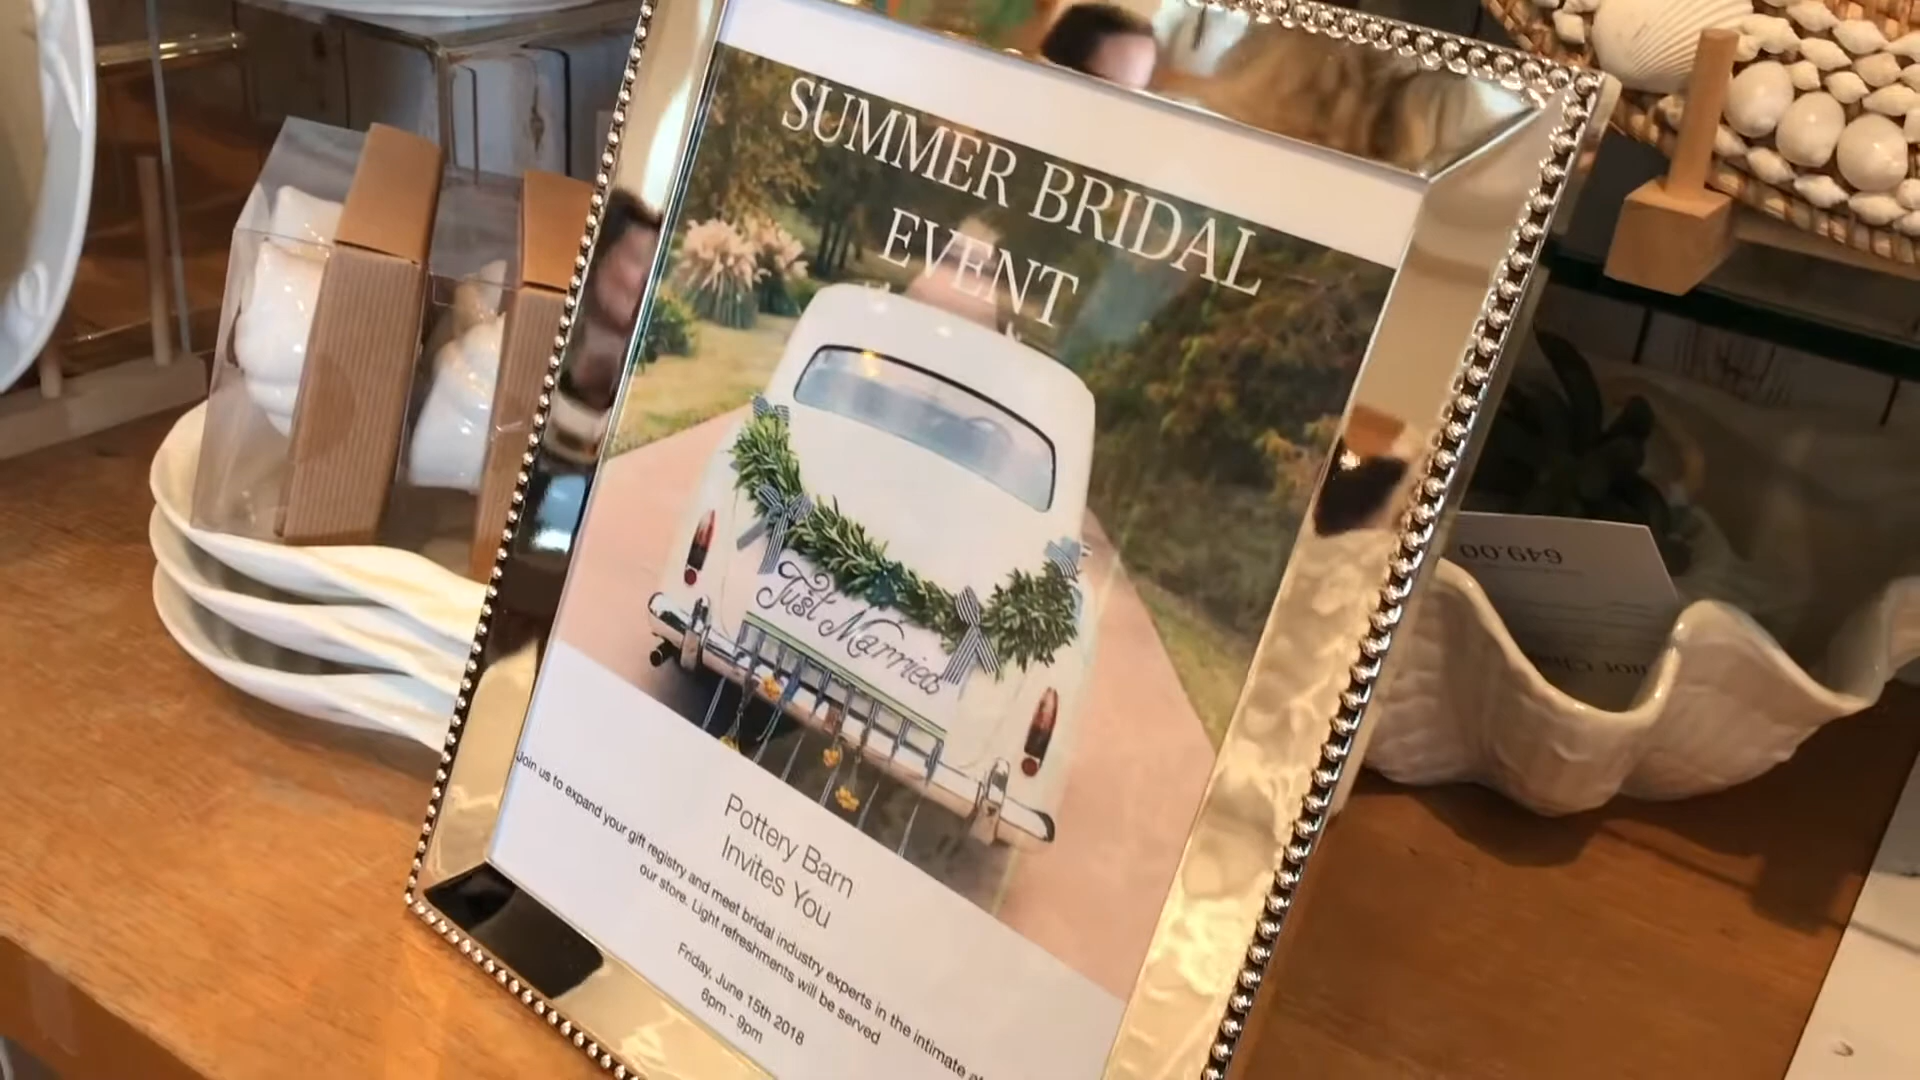 SUMMER BRIDAL
EVENT
Just Married
Pottery Barn
Invites You
Join us to expand your gift registry and meet bridal industry experts in the intimate
our store. Light refreshments will be served
Friday, June 15th 2018
6pm - 9pm
649.00